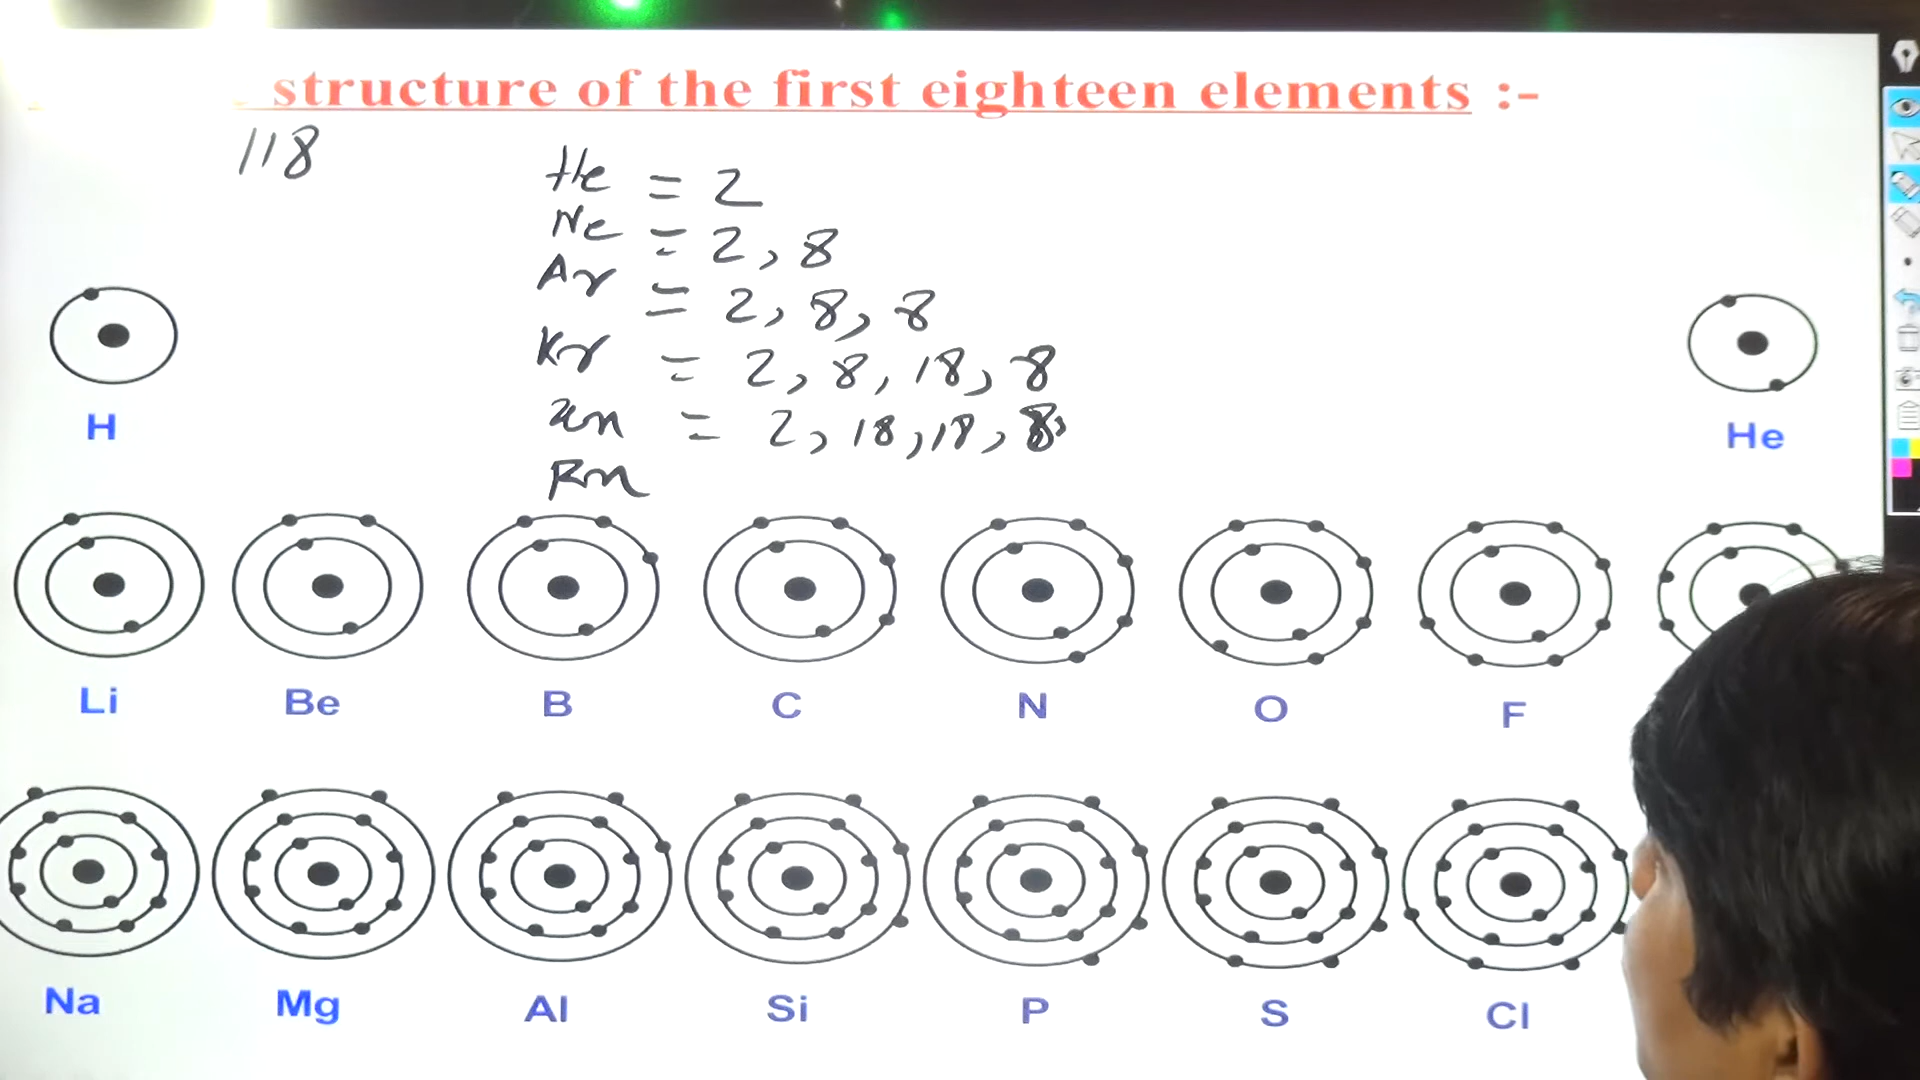 structure of the first eighteen elements :-
118
He = 2
Ne = 2, 8
Ar = 2, 8, 8
Kr = 2, 8, 18, 8
= 2, 18, 18, 8,
Rn
H
He
Li Be B C N O F
Na Mg Al Si P S Cl